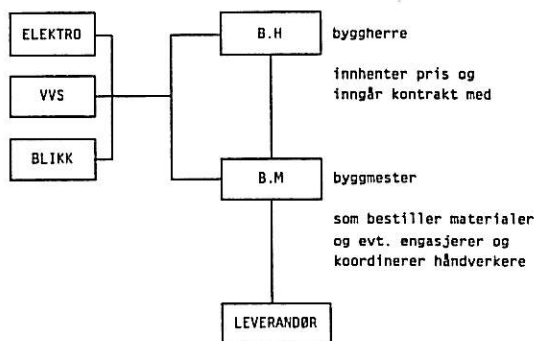 ELEKTRO
VVS
BLIKK
B.H
byggherre
innhenter pris og
inngår kontrakt med
B.M
byggmester
som bestiller materialer
og evt. engasjerer og
koordinerer håndverkere
LEVERANDØR